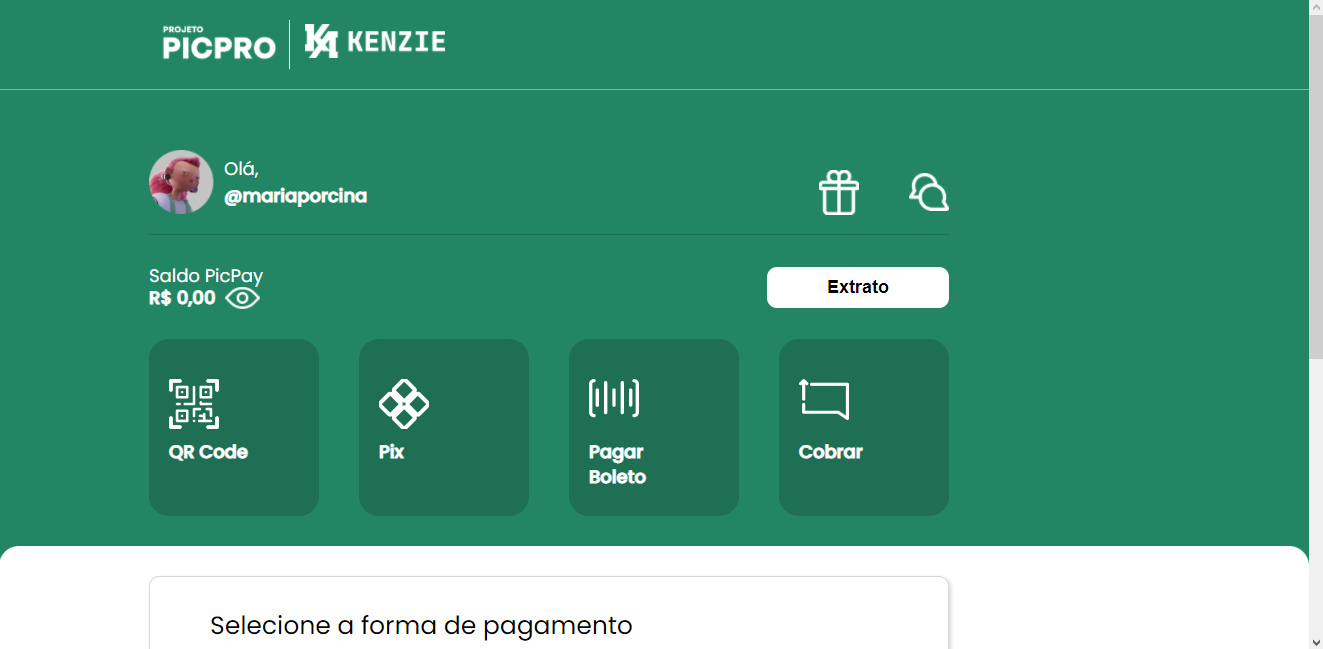 PROJETO
PICPRO
KENZIE
Olá,
@mariaporcina
Saldo PicPay
R$ 0,00
Extrato
QR Code
Pix
Pagar
Boleto
Cobrar
Selecione a forma de pagamento